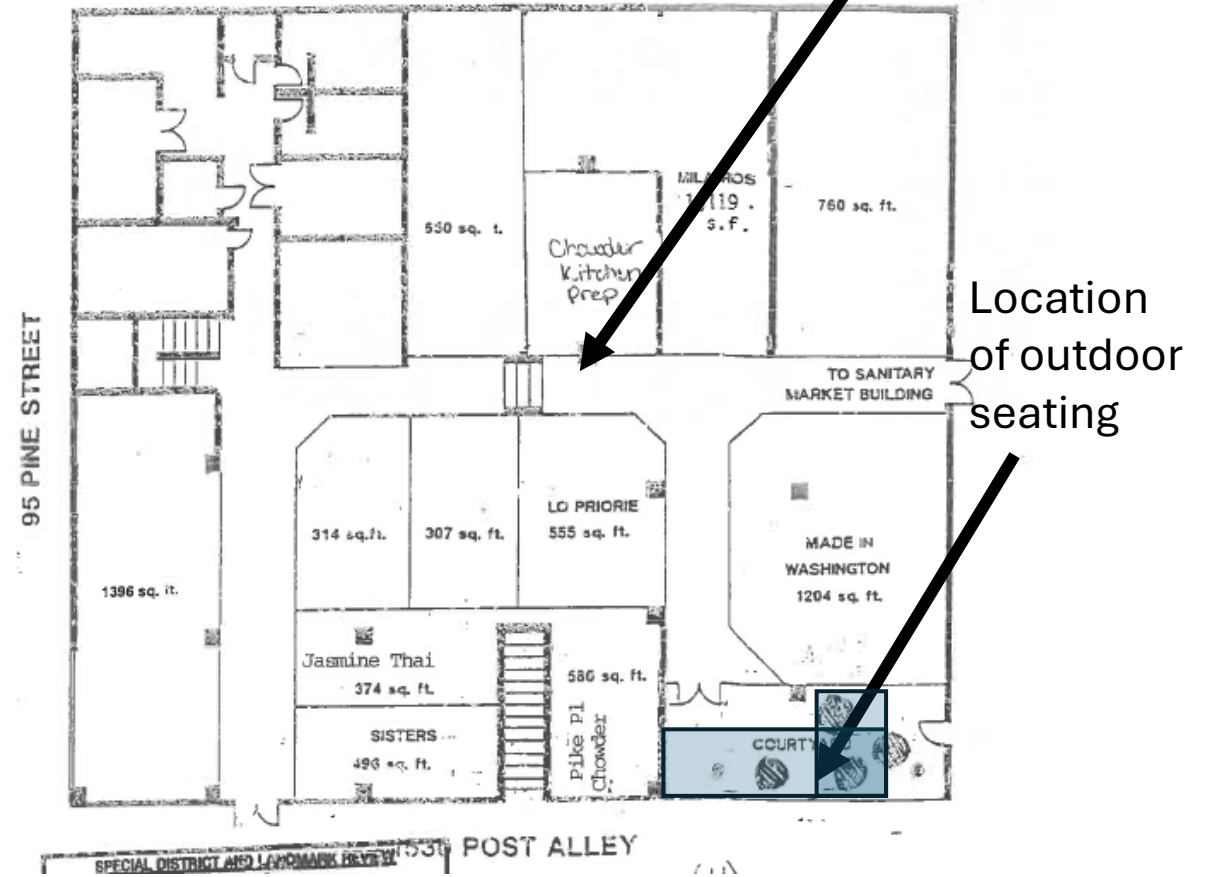 MILAGROS
1,119 .
s.f.
760 sq. ft.
550 sq. t.
Chowder
Kitchen
Prep
Location
of outdoor
seating
TO SANITARY
MARKET BUILDING
95 PINE STREET
LO PRIORIE
555 sq. ft.
314 sq.ft.
307 sq. ft.
MADE IN
WASHINGTON
1204 sq. ft.
1396 sq. ft.
Jasmine Thai
374 sq. ft.
580 sq. ft.
Pike Pl
Chowder
SISTERS
496 sq. ft.
COURTYARD
1530 POST ALLEY
SPECIAL DISTRICT AND LANDMARK REVIEW
(H)